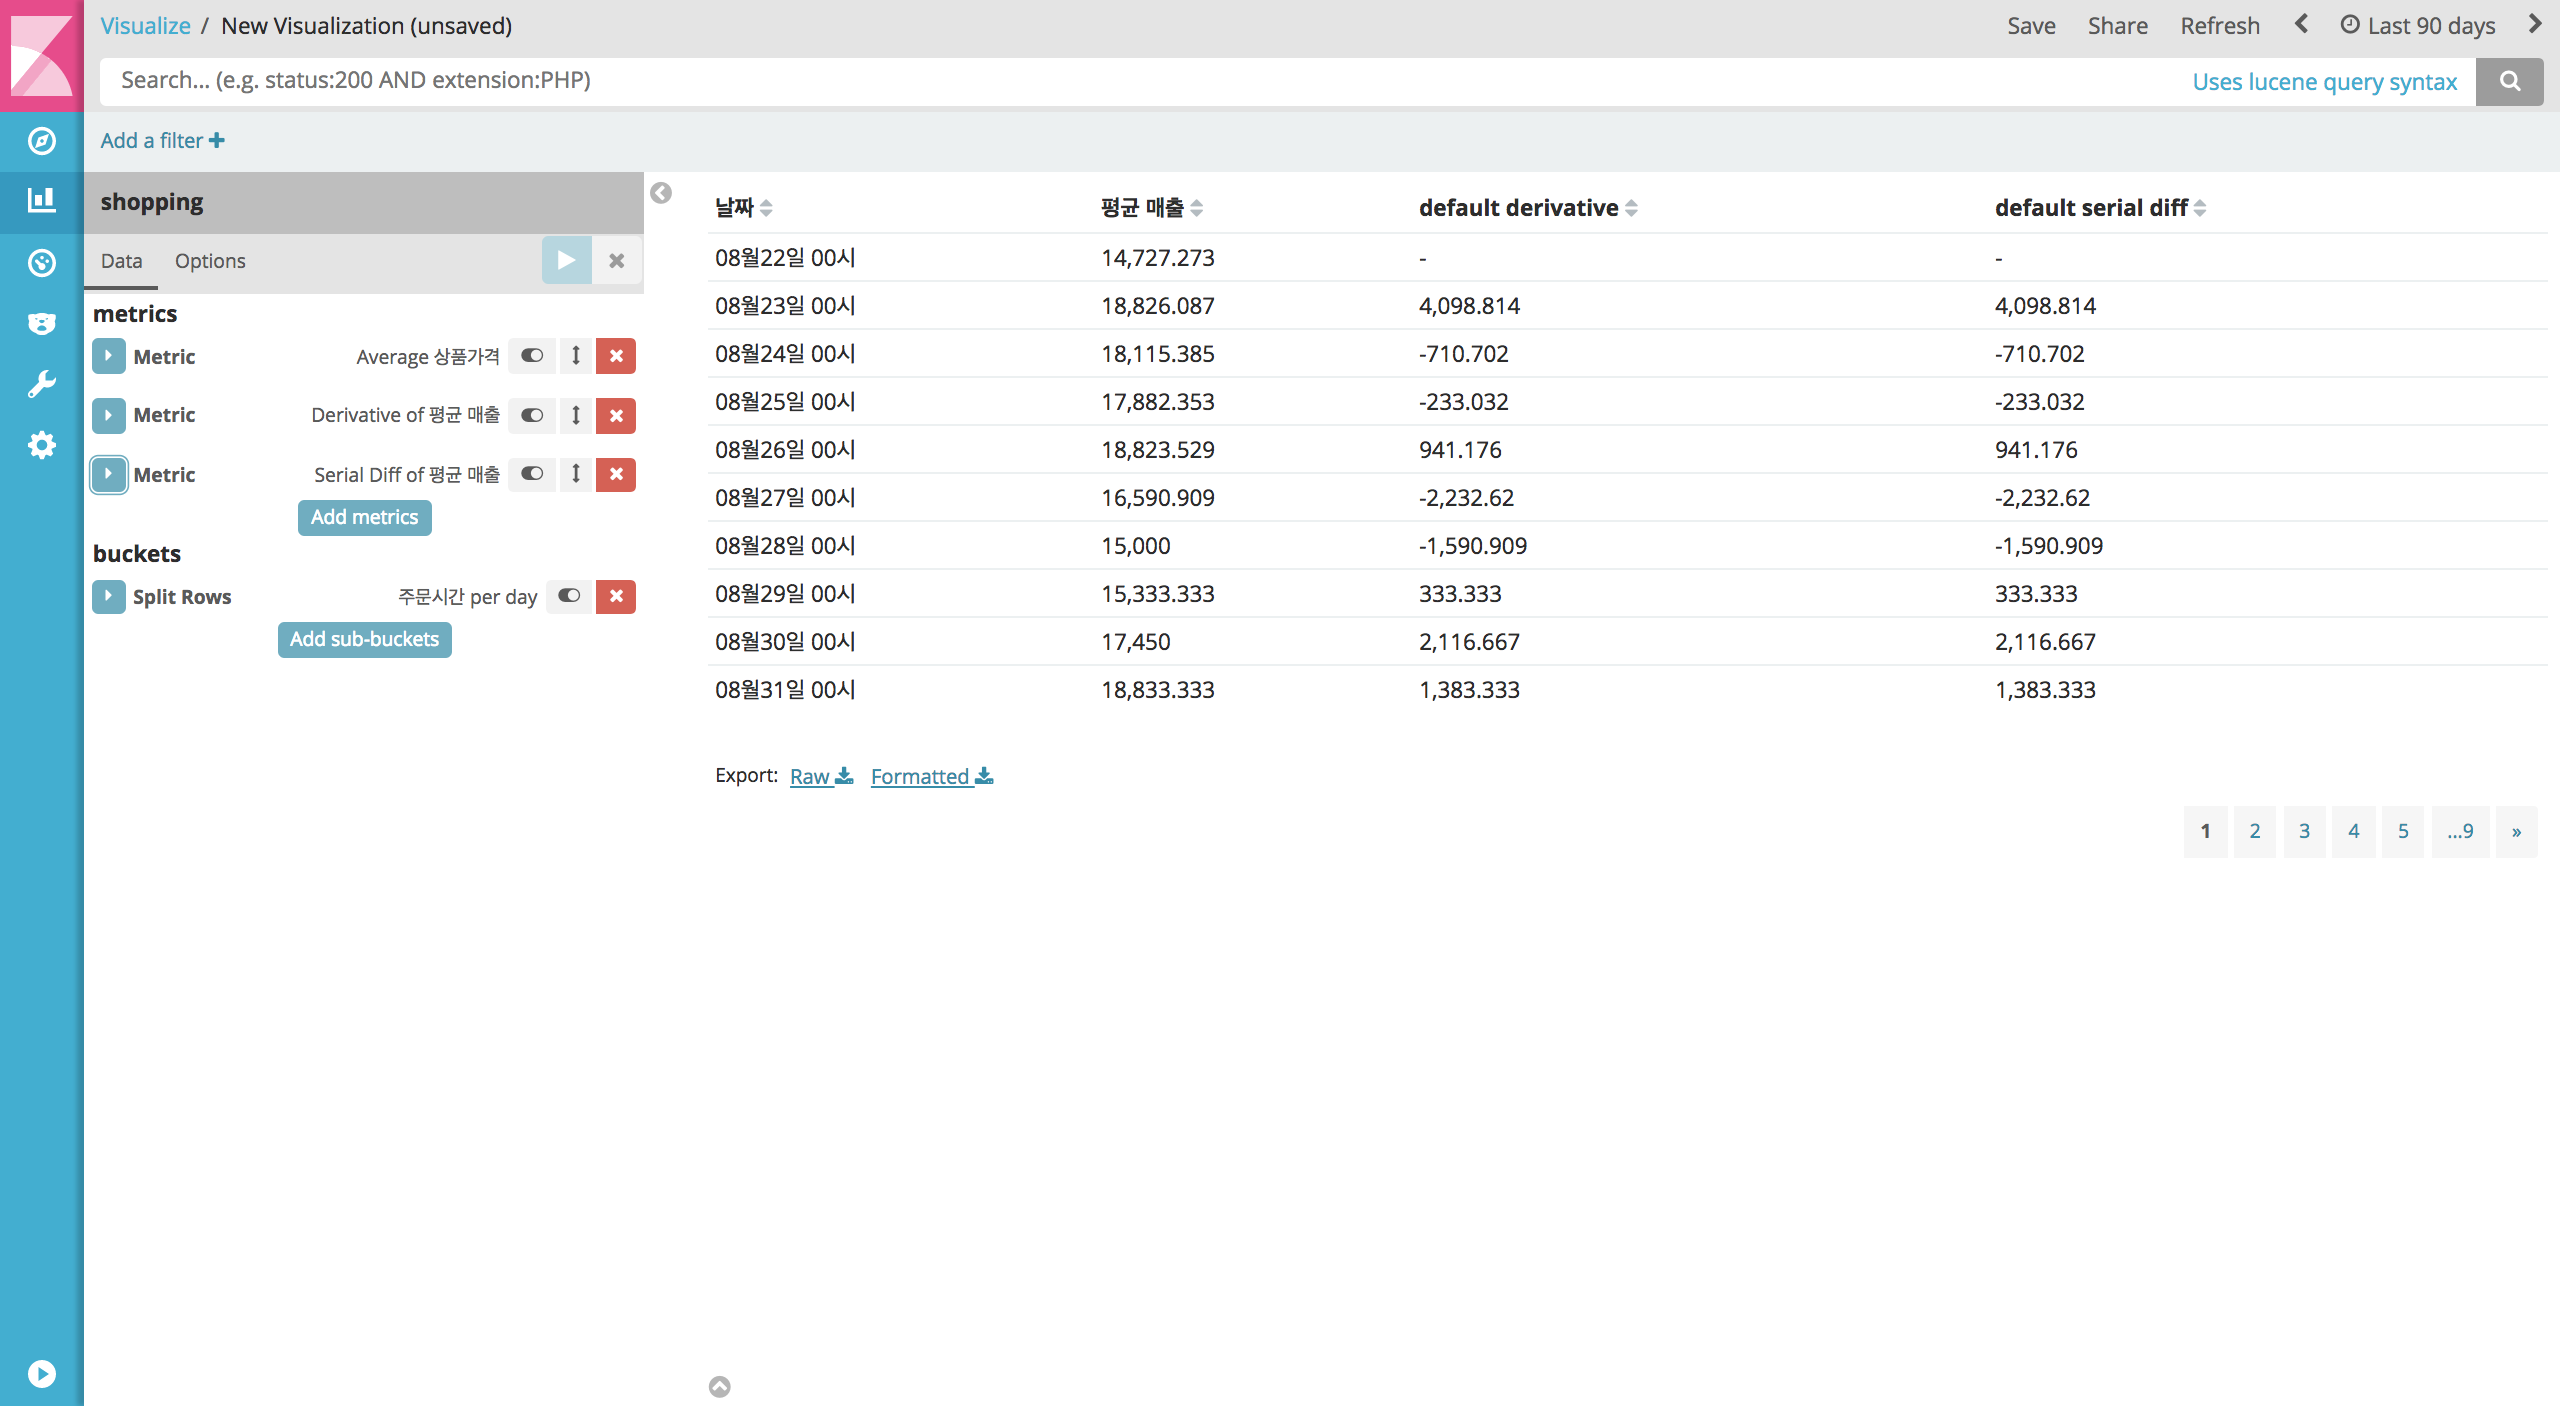 Visualize / New Visualization (unsaved)
Save Share Refresh Last 90 days
Search... (e.g. status:200 AND extension:PHP)
Uses lucene query syntax
Add a filter
shopping
Data Options
metrics
Metric Average 상품가격
Metric Derivative of 평균 매출
Metric Serial Diff of 평균 매출
Add metrics
buckets
Split Rows 주문시간 per day
Add sub-buckets
날짜 평균 매출 default derivative default serial diff
08월22일 00시 14,727.273 - -
08월23일 00시 18,826.087 4,098.814 4,098.814
08월24일 00시 18,115.385 -710.702 -710.702
08월25일 00시 17,882.353 -233.032 -233.032
08월26일 00시 18,823.529 941.176 941.176
08월27일 00시 16,590.909 -2,232.62 -2,232.62
08월28일 00시 15,000 -1,590.909 -1,590.909
08월29일 00시 15,333.333 333.333 333.333
08월30일 00시 17,450 2,116.667 2,116.667
08월31일 00시 18,833.333 1,383.333 1,383.333
Export: Raw Formatted
1 2 3 4 5 ...9 »